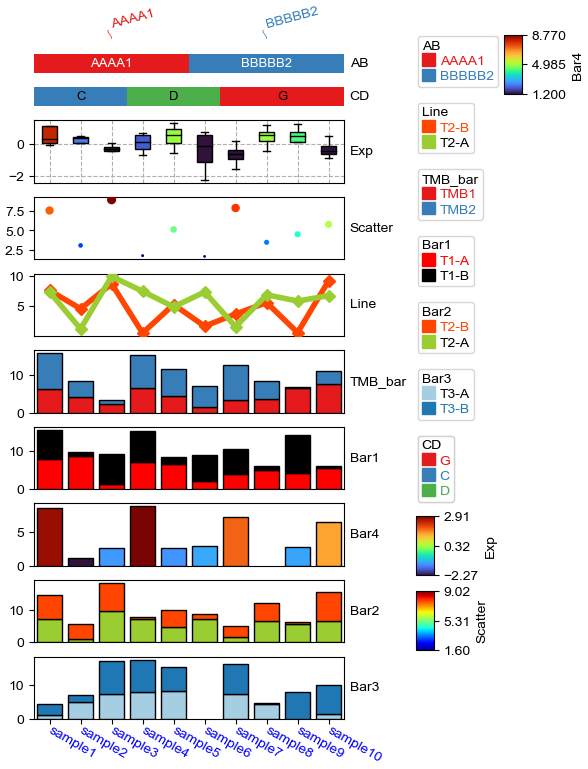 AAAA1
BBBBB2
AAAA1
BBBBB2
AB
C
D
G
CD
0
−2
Exp
7.5
5.0
2.5
Scatter
10
5
Line
10
0
TMB_bar
10
0
Bar1
5
0
Bar4
10
0
Bar2
10
0
Bar3
sample1
sample2
sample3
sample4
sample5
sample6
sample7
sample8
sample9
sample10
AB
AAAA1
BBBBB2
Line
T2-B
T2-A
TMB_bar
TMB1
TMB2
Bar1
T1-A
T1-B
Bar2
T2-B
T2-A
Bar3
T3-A
T3-B
CD
G
C
D
2.91
0.32
−2.27
Exp
9.02
5.31
1.60
Scatter
8.770
4.985
1.200
Bar4